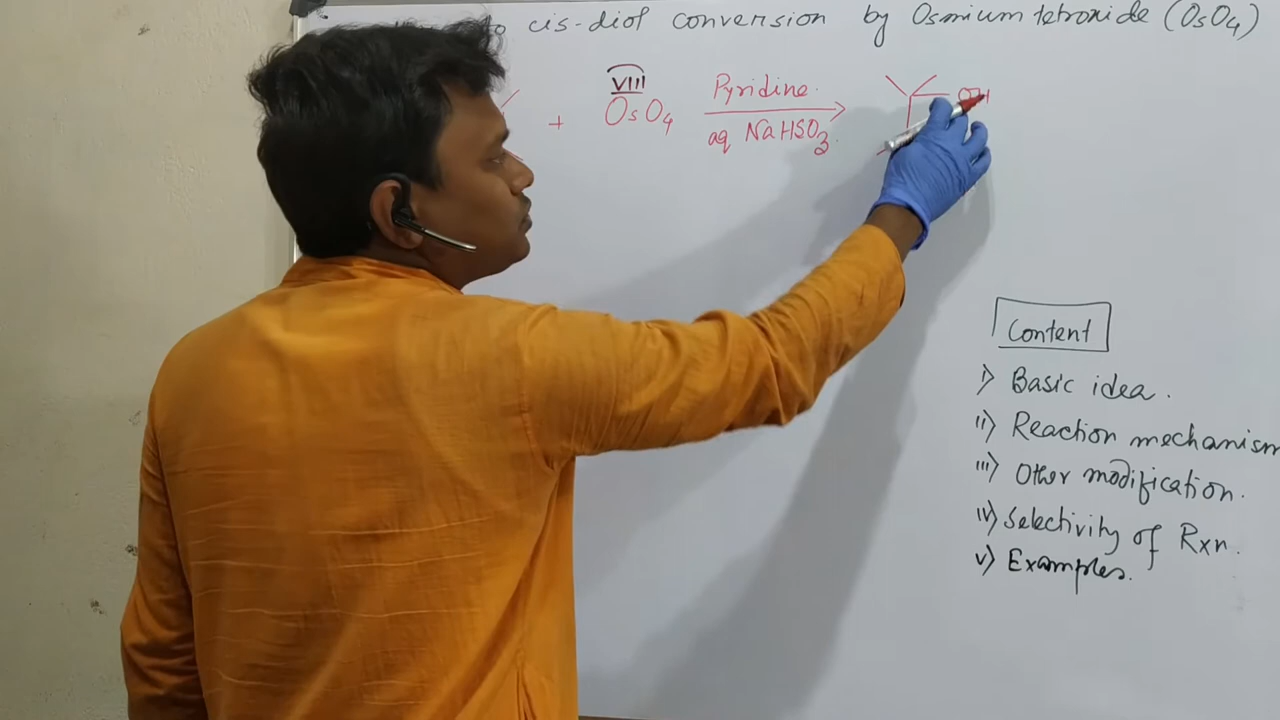 to cis-diol conversion by Osmium tetroxide (OsO4)
+ VIII OsO4 Pyridine. aq NaHSO3. OH
Content
i) Basic idea.
ii) Reaction mechanism
iii) Other modification.
iv) Selectivity of Rxn.
v) Examples.